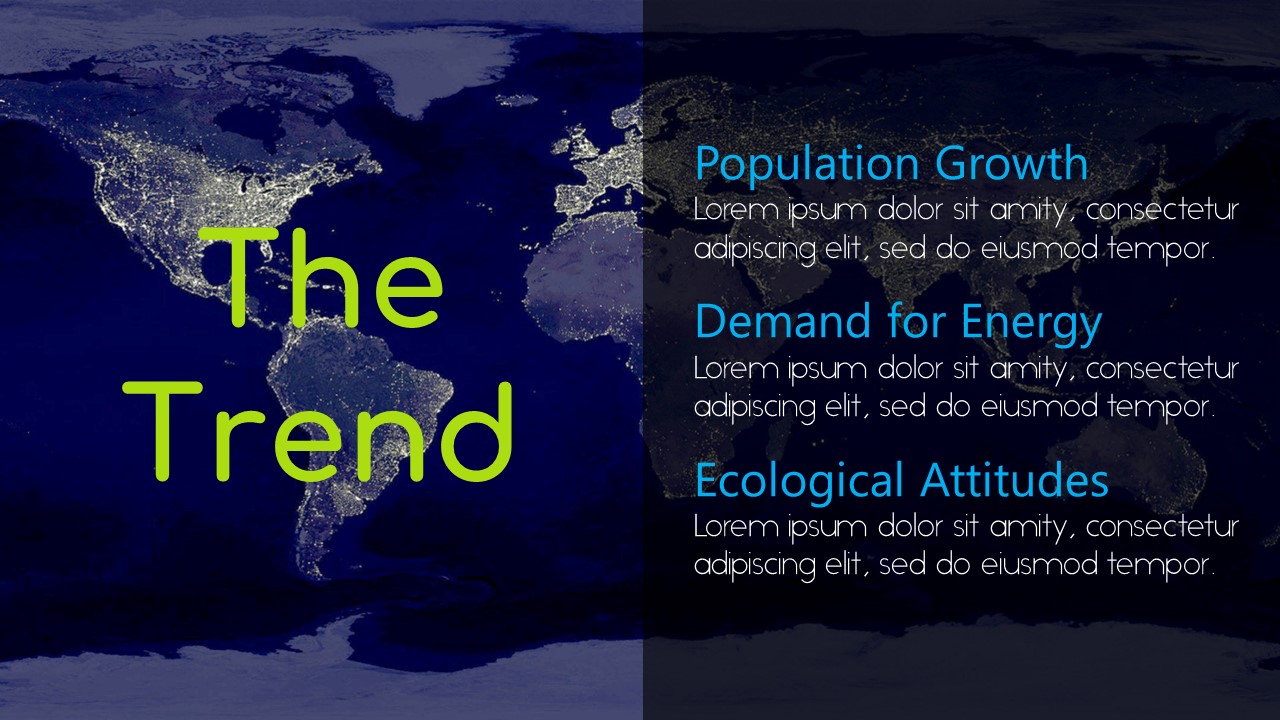 The
Trend
Population Growth
Lorem ipsum dolor sit amity, consectetur
adipiscing elit, sed do eiusmod tempor.
Demand for Energy
Lorem ipsum dolor sit amity, consectetur
adipiscing elit, sed do eiusmod tempor.
Ecological Attitudes
Lorem ipsum dolor sit amity, consectetur
adipiscing elit, sed do eiusmod tempor.